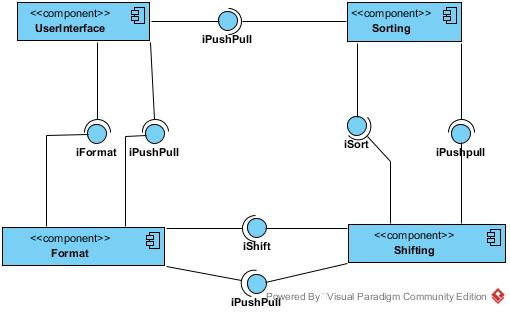 <<component>>
UserInterface
<<component>>
Sorting
iPushPull
iFormat
iPushPull
iSort
iPushpull
<<component>>
Format
<<component>>
Shifting
iShift
iPushPull
Powered By Visual Paradigm Community Edition